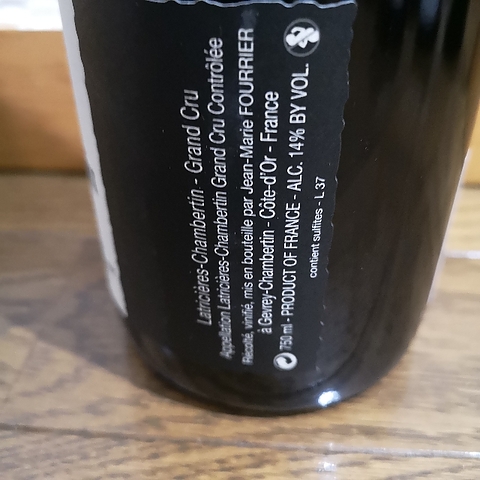 Latricières-Chambertin - Grand Cru
Appellation Latricières-Chambertin Grand Cru Contrôlée
Récolté, vinifié, mis en bouteille par Jean-Marie FOURRIER
à Gevrey-Chambertin - Côte-d'Or - France
750 ml - PRODUCT OF FRANCE - ALC. 14% BY VOL.
contient sulfites - L 37